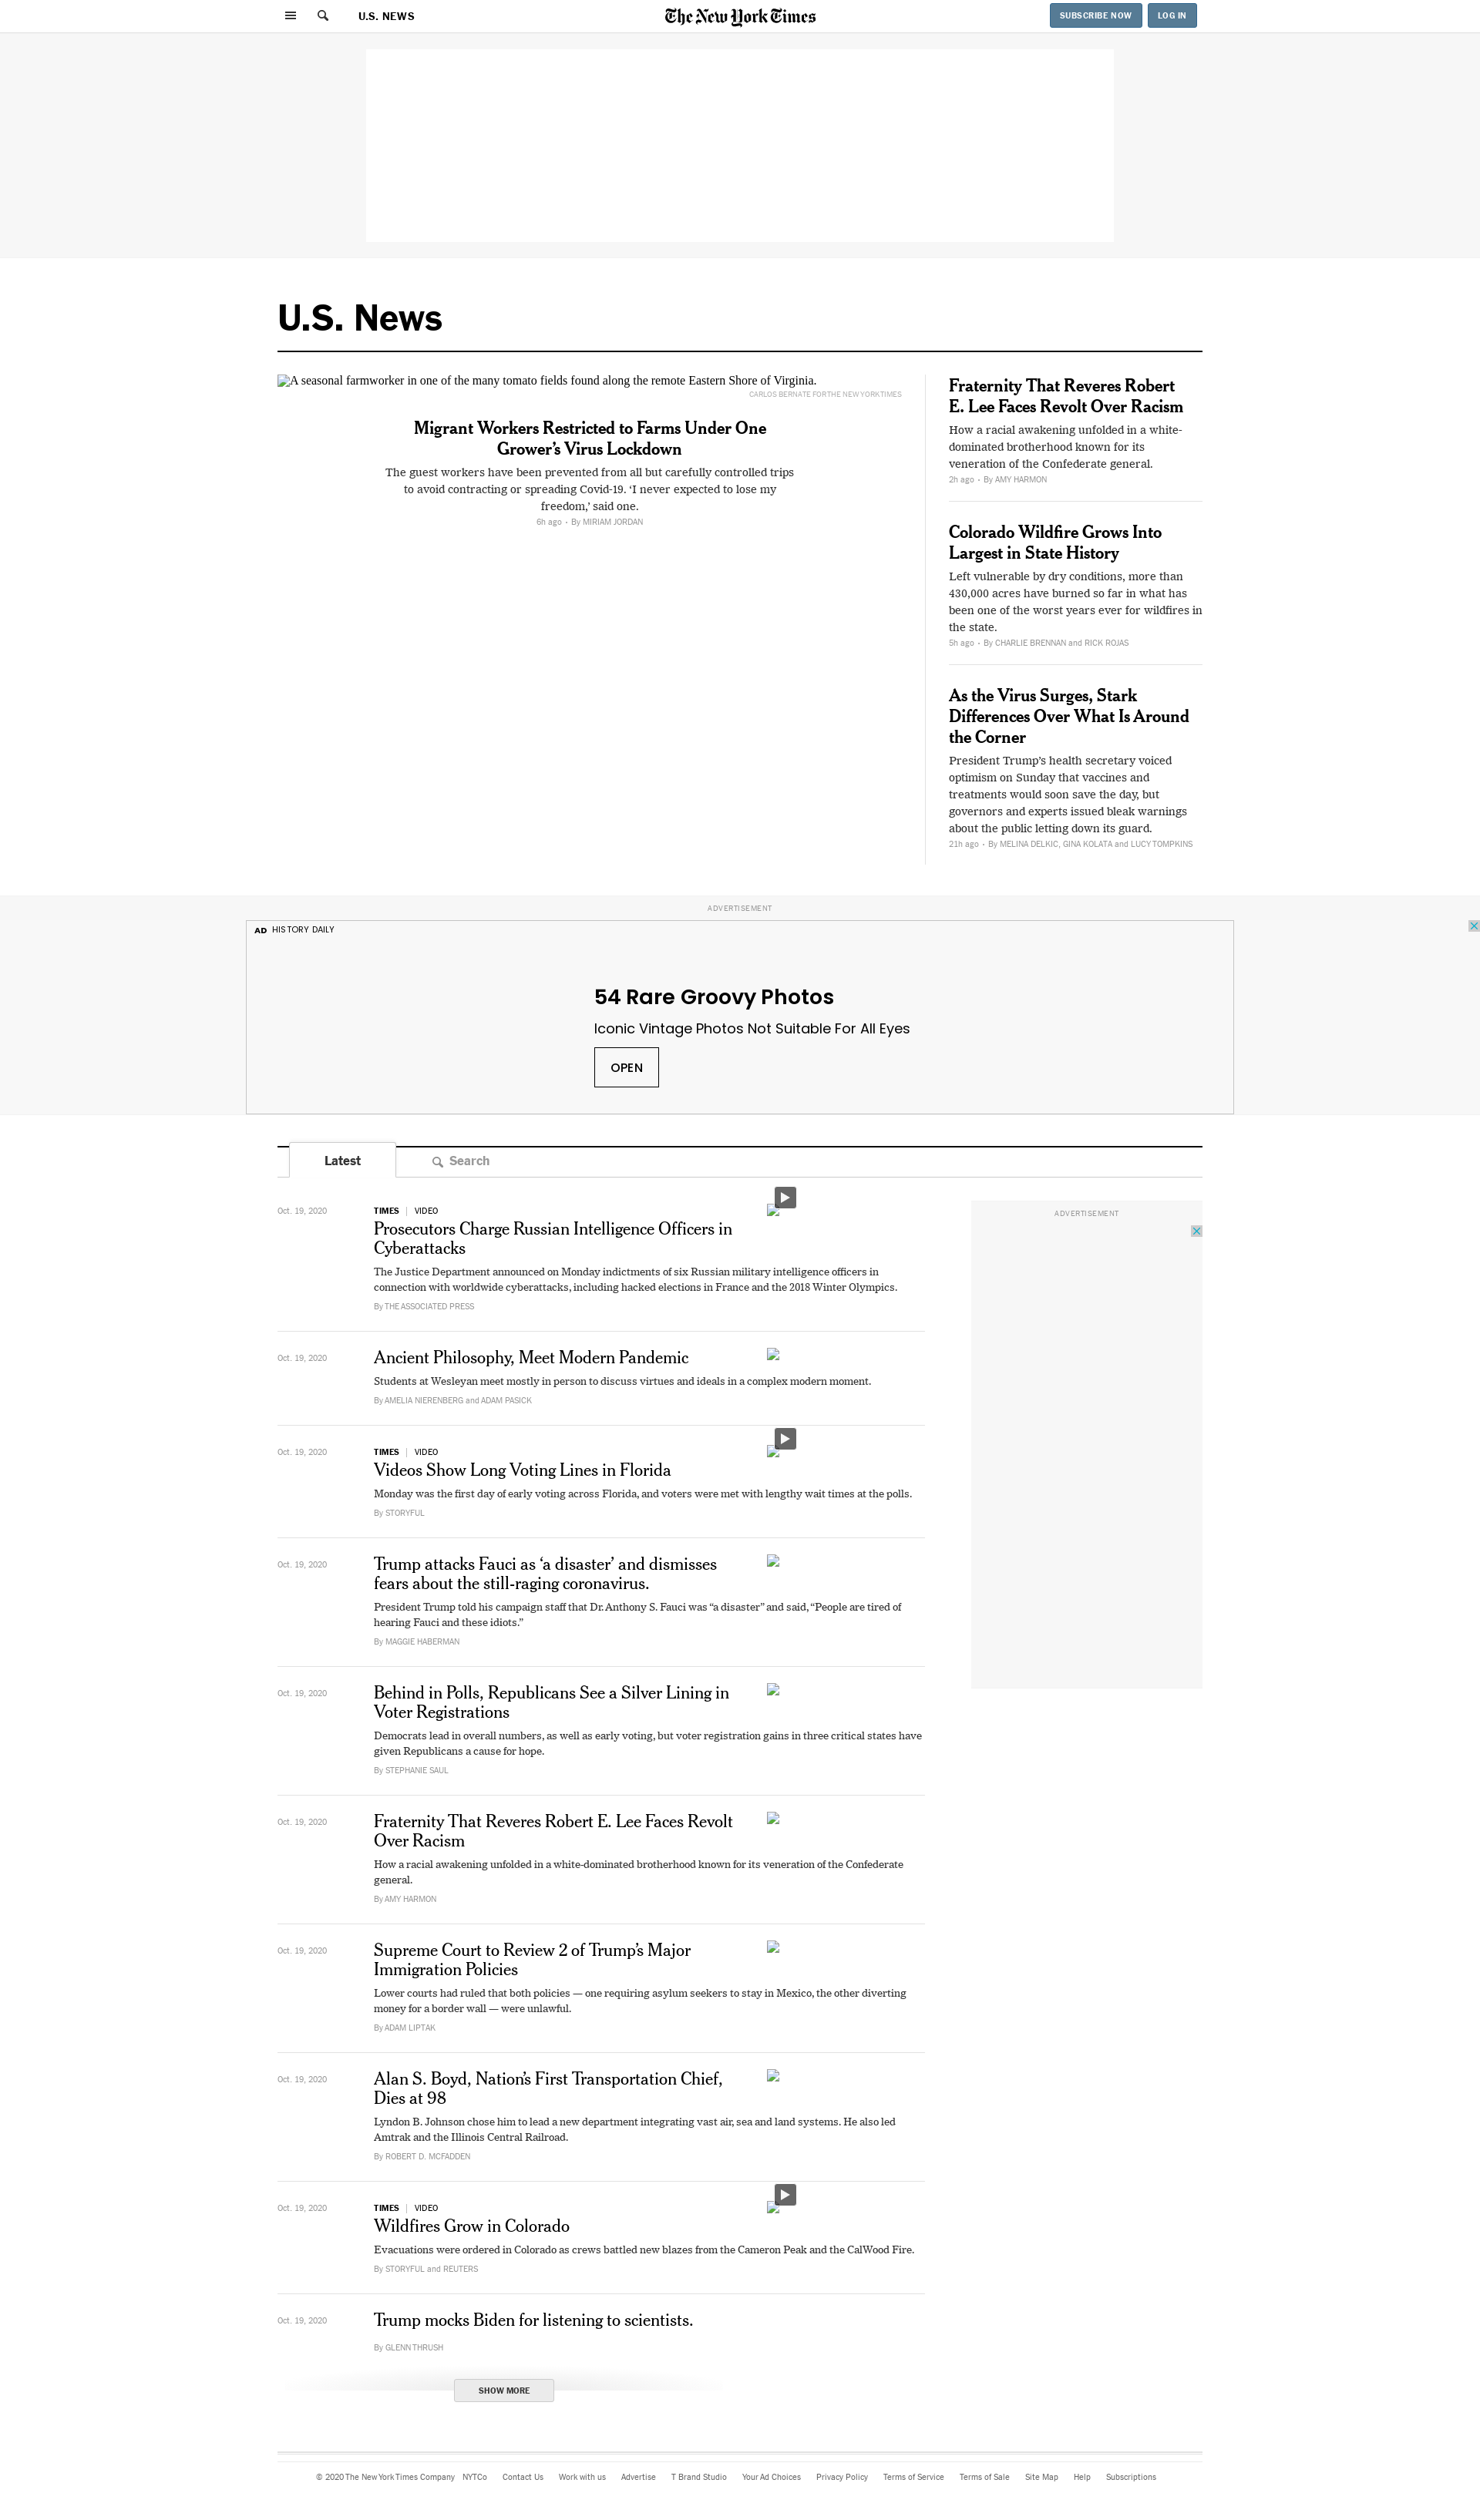 U.S. NEWS
The New York Times
SUBSCRIBE NOW
LOG IN
U.S. News
A seasonal farmworker in one of the many tomato fields found along the remote Eastern Shore of Virginia.
CARLOS BERNATE FOR THE NEW YORK TIMES
Migrant Workers Restricted to Farms Under One
Grower’s Virus Lockdown
The guest workers have been prevented from all but carefully controlled trips
to avoid contracting or spreading Covid-19. ‘I never expected to lose my
freedom,’ said one.
6h ago • By MIRIAM JORDAN
Fraternity That Reveres Robert
E. Lee Faces Revolt Over Racism
How a racial awakening unfolded in a white-
dominated brotherhood known for its
veneration of the Confederate general.
2h ago • By AMY HARMON
Colorado Wildfire Grows Into
Largest in State History
Left vulnerable by dry conditions, more than
430,000 acres have burned so far in what has
been one of the worst years ever for wildfires in
the state.
5h ago • By CHARLIE BRENNAN and RICK ROJAS
As the Virus Surges, Stark
Differences Over What Is Around
the Corner
President Trump’s health secretary voiced
optimism on Sunday that vaccines and
treatments would soon save the day, but
governors and experts issued bleak warnings
about the public letting down its guard.
21h ago • By MELINA DELKIC, GINA KOLATA and LUCY TOMPKINS
ADVERTISEMENT
AD HISTORY DAILY
54 Rare Groovy Photos
Iconic Vintage Photos Not Suitable For All Eyes
OPEN
Latest
Search
ADVERTISEMENT
Oct. 19, 2020
TIMES | VIDEO
Prosecutors Charge Russian Intelligence Officers in
Cyberattacks
The Justice Department announced on Monday indictments of six Russian military intelligence officers in
connection with worldwide cyberattacks, including hacked elections in France and the 2018 Winter Olympics.
By THE ASSOCIATED PRESS
Oct. 19, 2020
Ancient Philosophy, Meet Modern Pandemic
Students at Wesleyan meet mostly in person to discuss virtues and ideals in a complex modern moment.
By AMELIA NIERENBERG and ADAM PASICK
Oct. 19, 2020
TIMES | VIDEO
Videos Show Long Voting Lines in Florida
Monday was the first day of early voting across Florida, and voters were met with lengthy wait times at the polls.
By STORYFUL
Oct. 19, 2020
Trump attacks Fauci as ‘a disaster’ and dismisses
fears about the still-raging coronavirus.
President Trump told his campaign staff that Dr. Anthony S. Fauci was “a disaster” and said, “People are tired of
hearing Fauci and these idiots.”
By MAGGIE HABERMAN
Oct. 19, 2020
Behind in Polls, Republicans See a Silver Lining in
Voter Registrations
Democrats lead in overall numbers, as well as early voting, but voter registration gains in three critical states have
given Republicans a cause for hope.
By STEPHANIE SAUL
Oct. 19, 2020
Fraternity That Reveres Robert E. Lee Faces Revolt
Over Racism
How a racial awakening unfolded in a white-dominated brotherhood known for its veneration of the Confederate
general.
By AMY HARMON
Oct. 19, 2020
Supreme Court to Review 2 of Trump’s Major
Immigration Policies
Lower courts had ruled that both policies — one requiring asylum seekers to stay in Mexico, the other diverting
money for a border wall — were unlawful.
By ADAM LIPTAK
Oct. 19, 2020
Alan S. Boyd, Nation’s First Transportation Chief,
Dies at 98
Lyndon B. Johnson chose him to lead a new department integrating vast air, sea and land systems. He also led
Amtrak and the Illinois Central Railroad.
By ROBERT D. MCFADDEN
Oct. 19, 2020
TIMES | VIDEO
Wildfires Grow in Colorado
Evacuations were ordered in Colorado as crews battled new blazes from the Cameron Peak and the CalWood Fire.
By STORYFUL and REUTERS
Oct. 19, 2020
Trump mocks Biden for listening to scientists.
By GLENN THRUSH
SHOW MORE
© 2020 The New York Times Company NYTCo Contact Us Work with us Advertise T Brand Studio Your Ad Choices Privacy Policy Terms of Service Terms of Sale Site Map Help Subscriptions